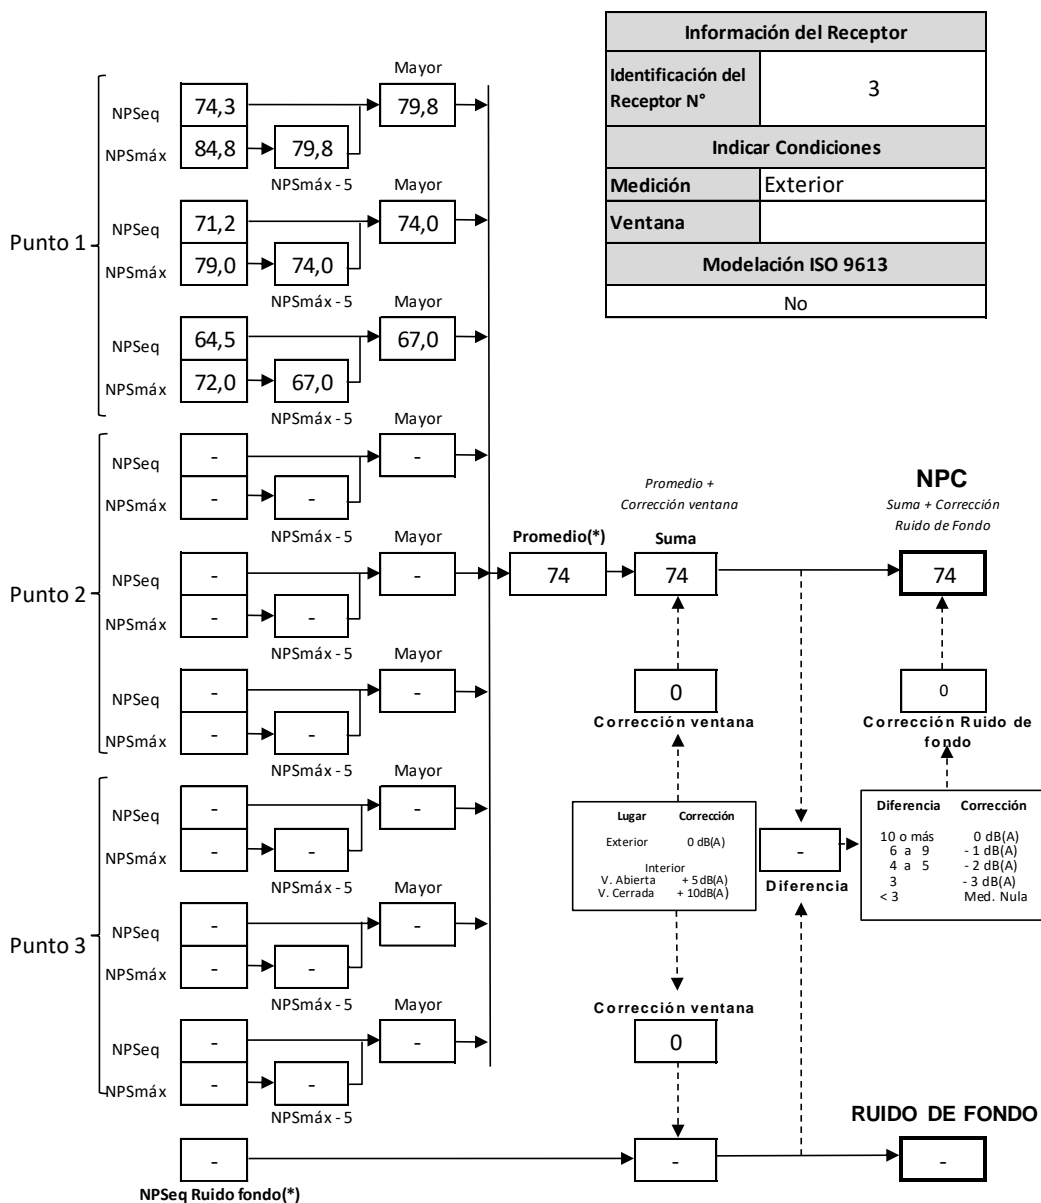 Información del Receptor
Identificación del
Receptor N°
3
Indicar Condiciones
Medición
Exterior
Ventana
Modelación ISO 9613
No
Punto 1
Mayor
NPSeq
74,3
79,8
NPSmáx
84,8
79,8
NPSmáx - 5
Mayor
NPSeq
71,2
74,0
NPSmáx
79,0
74,0
NPSmáx - 5
Mayor
NPSeq
64,5
67,0
NPSmáx
72,0
67,0
NPSmáx - 5
Punto 2
Mayor
NPSeq
-
-
NPSmáx
-
-
NPSmáx - 5
Mayor
NPSeq
-
-
NPSmáx
-
-
NPSmáx - 5
Mayor
NPSeq
-
-
NPSmáx
-
-
NPSmáx - 5
Punto 3
Mayor
NPSeq
-
-
NPSmáx
-
-
NPSmáx - 5
Mayor
NPSeq
-
-
NPSmáx
-
-
NPSmáx - 5
Mayor
NPSeq
-
-
NPSmáx
-
-
NPSmáx - 5
Promedio(*)
74
Promedio +
Corrección ventana
Suma
74
NPC
Suma + Corrección
Ruido de Fondo
74
0
Corrección ventana
0
Corrección Ruido de
fondo
Lugar Corrección
Exterior 0 dB(A)
Interior
V. Abierta + 5dB(A)
V. Cerrada + 10dB(A)
-
Diferencia
Diferencia Corrección
10 o más 0 dB(A)
6 a 9 - 1 dB(A)
4 a 5 - 2 dB(A)
3 - 3 dB(A)
< 3 Med. Nula
Corrección ventana
0
RUIDO DE FONDO
-
-
-
NPSeq Ruido fondo(*)